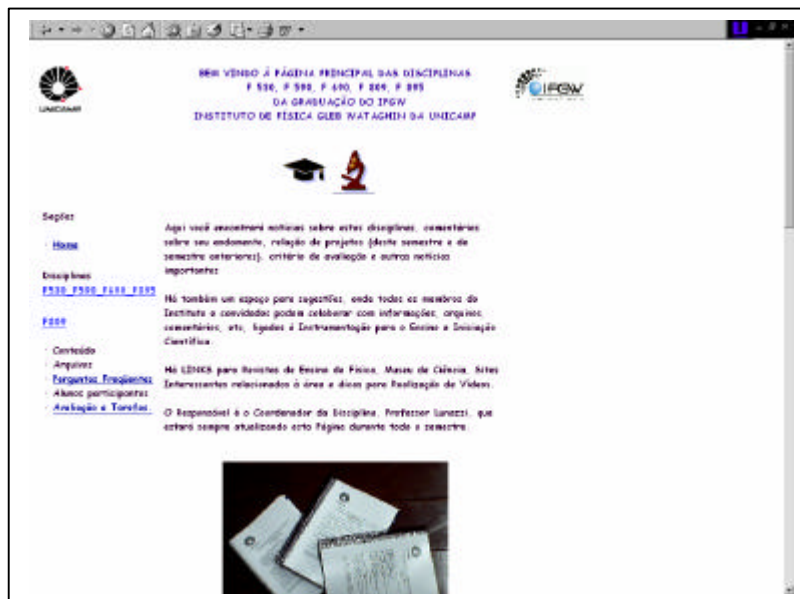 UNICAMP
BEM VINDO À PÁGINA PRINCIPAL DAS DISCIPLINAS
F 530, F 590, F 690, F 809, F 895
DA GRADUAÇÃO DO IFGW
INSTITUTO DE FÍSICA GLEB WATAGHIN DA UNICAMP
IFGW
Seções
Home
Disciplinas
F530_F590_F690_F895
F809
Conteúdo
Arquivos
Perguntas Freqüentes
Alunos participantes
Avaliação e Tarefas.
Aqui você encontrará notícias sobre estas disciplinas, comentários
sobre seu andamento, relação de projetos (deste semestre e de
semestre anteriores), critério de avaliação e outras notícias
importantes
Há também um espaço para sugestões, onde todos os membros do
Instituto e convidados podem colaborar com informações, arquivos,
comentários, etc, ligados à Instrumentação para o Ensino e Iniciação
Científica.
Há LINKS para Revistas de Ensino de Física, Museu de Ciência, Sites
Interessantes relacionados à área e dicas para Realização de Vídeos.
O Responsável é o Coordenador da Disciplina, Professor Lunazzi, que
estará sempre atualizando esta Página durante todo o semestre.